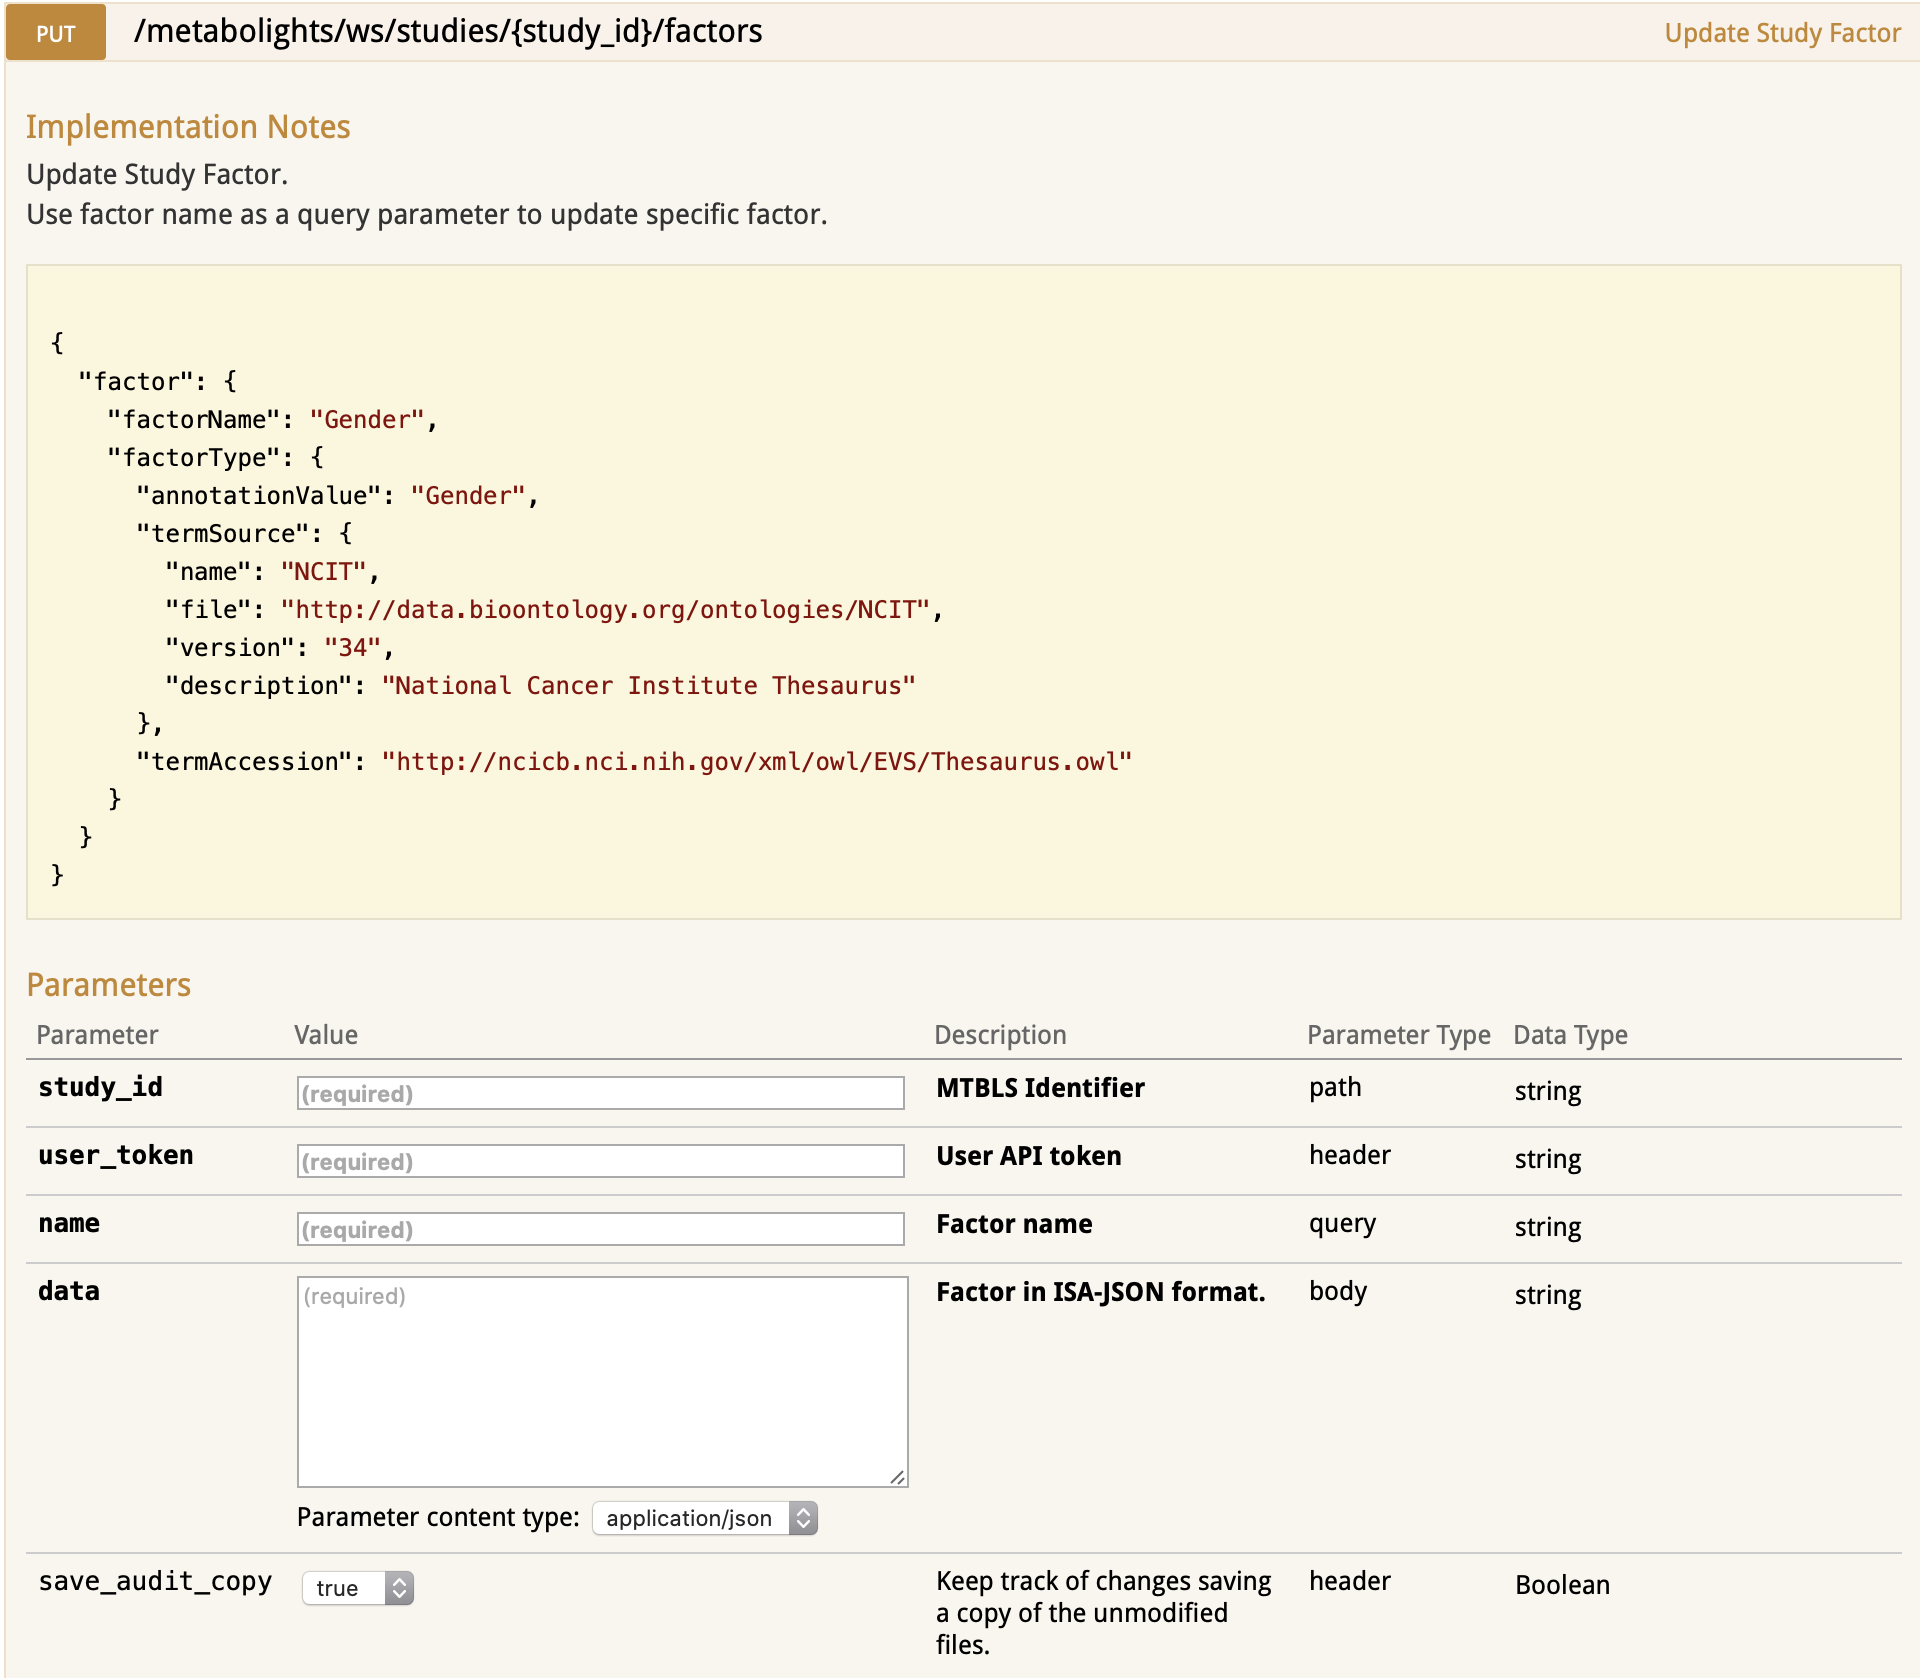 PUT /metabolights/ws/studies/{study_id}/factors Update Study Factor
Implementation Notes
Update Study Factor.
Use factor name as a query parameter to update specific factor.
{
  "factor": {
    "factorName": "Gender",
    "factorType": {
      "annotationValue": "Gender",
      "termSource": {
        "name": "NCIT",
        "file": "http://data.bioontology.org/ontologies/NCIT",
        "version": "34",
        "description": "National Cancer Institute Thesaurus"
      },
      "termAccession": "http://ncicb.nci.nih.gov/xml/owl/EVS/Thesaurus.owl"
    }
  }
}
Parameters
Parameter Value Description Parameter Type Data Type
study_id (required) MTBLS Identifier path string
user_token (required) User API token header string
name (required) Factor name query string
data (required) Factor in ISA-JSON format. body string
Parameter content type: application/json
save_audit_copy true Keep track of changes saving header Boolean
a copy of the unmodified
files.